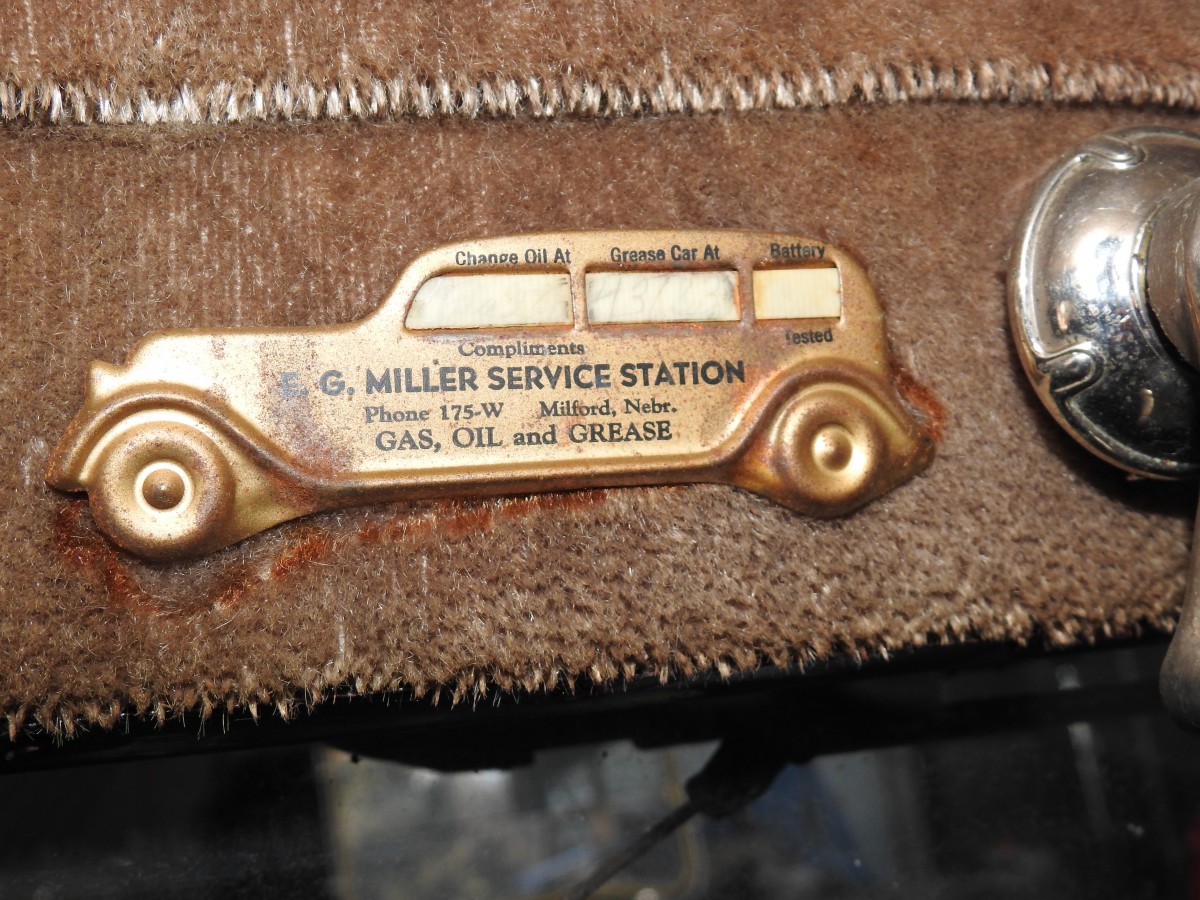 Change Oil At Grease Car At Battery
Tested
Compliments
E. G. MILLER SERVICE STATION
Phone 175-W Milford, Nebr.
GAS, OIL and GREASE